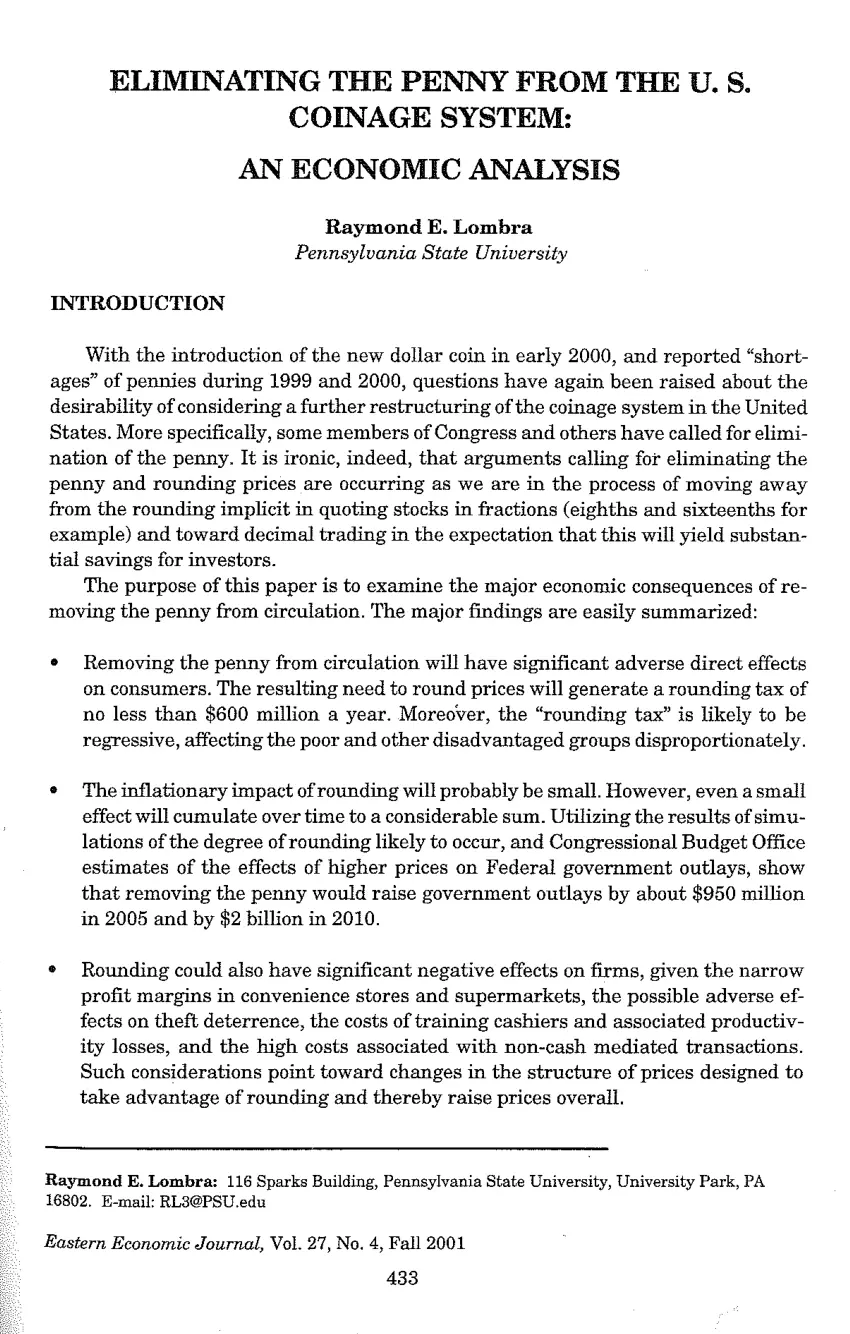 ELIMINATING THE PENNY FROM THE U. S.
COINAGE SYSTEM:
AN ECONOMIC ANALYSIS
Raymond E. Lombra
Pennsylvania State University
INTRODUCTION
With the introduction of the new dollar coin in early 2000, and reported “short-
ages” of pennies during 1999 and 2000, questions have again been raised about the
desirability of considering a further restructuring of the coinage system in the United
States. More specifically, some members of Congress and others have called for elimi-
nation of the penny. It is ironic, indeed, that arguments calling for eliminating the
penny and rounding prices are occurring as we are in the process of moving away
from the rounding implicit in quoting stocks in fractions (eighths and sixteenths for
example) and toward decimal trading in the expectation that this will yield substan-
tial savings for investors.
The purpose of this paper is to examine the major economic consequences of re-
moving the penny from circulation. The major findings are easily summarized:
• Removing the penny from circulation will have significant adverse direct effects
on consumers. The resulting need to round prices will generate a rounding tax of
no less than $600 million a year. Moreover, the “rounding tax” is likely to be
regressive, affecting the poor and other disadvantaged groups disproportionately.
• The inflationary impact of rounding will probably be small. However, even a small
effect will cumulate over time to a considerable sum. Utilizing the results of simu-
lations of the degree of rounding likely to occur, and Congressional Budget Office
estimates of the effects of higher prices on Federal government outlays, show
that removing the penny would raise government outlays by about $950 million
in 2005 and by $2 billion in 2010.
• Rounding could also have significant negative effects on firms, given the narrow
profit margins in convenience stores and supermarkets, the possible adverse ef-
fects on theft deterrence, the costs of training cashiers and associated productiv-
ity losses, and the high costs associated with non-cash mediated transactions.
Such considerations point toward changes in the structure of prices designed to
take advantage of rounding and thereby raise prices overall.
Raymond E. Lombra: 116 Sparks Building, Pennsylvania State University, University Park, PA
16802. E-mail: RL3@PSU.edu
Eastern Economic Journal, Vol. 27, No. 4, Fall 2001
433